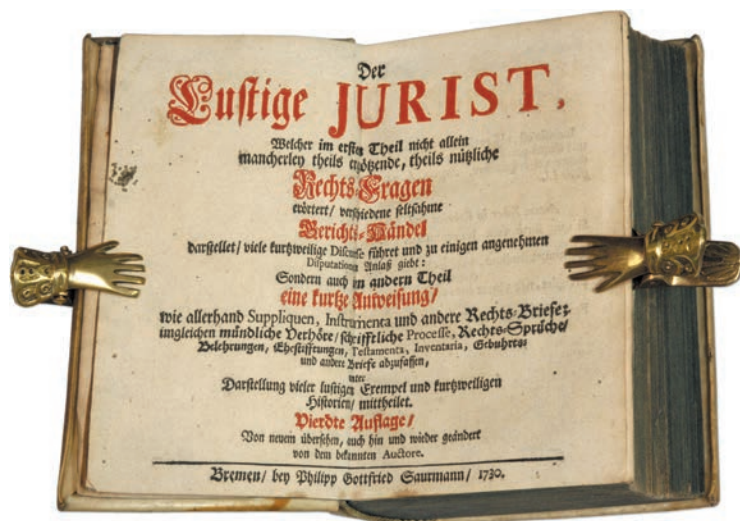 Der
Lustige JURIST,
Welcher im ersten Theil nicht allein
mancherley theils ergötzende, theils nützliche
Rechts-Fragen
erörtert/ verschiedene seltsahme
Gerichts-Händel
darstellet/ viele kurtzweilige Discurse führet und zu einigen angenehmen
Disputationen Anlaß giebt:
Sondern auch im andern Theil
eine kurtze Anweisung/
wie allerhand Suppliquen, Instrumenta und andere Rechts-Briefe;
imgleichen mündliche Verhöre/ schrifftliche Processe, Rechts-Sprüche/
Belehrungen, Ehestifftungen, Testamenta, Inventaria, Gebuhrts-
und andere Briefe abzufassen,
unter
Darstellung vieler lustigen Exempel und kurtzweiligen
Historien/ mittheilet.
Vierdte Auflage/
Von neuem übersehen, auch hin und wieder geändert
von dem bekannten Auctore.
Bremen/ bey Philipp Gottfried Saurmann/ 1730.